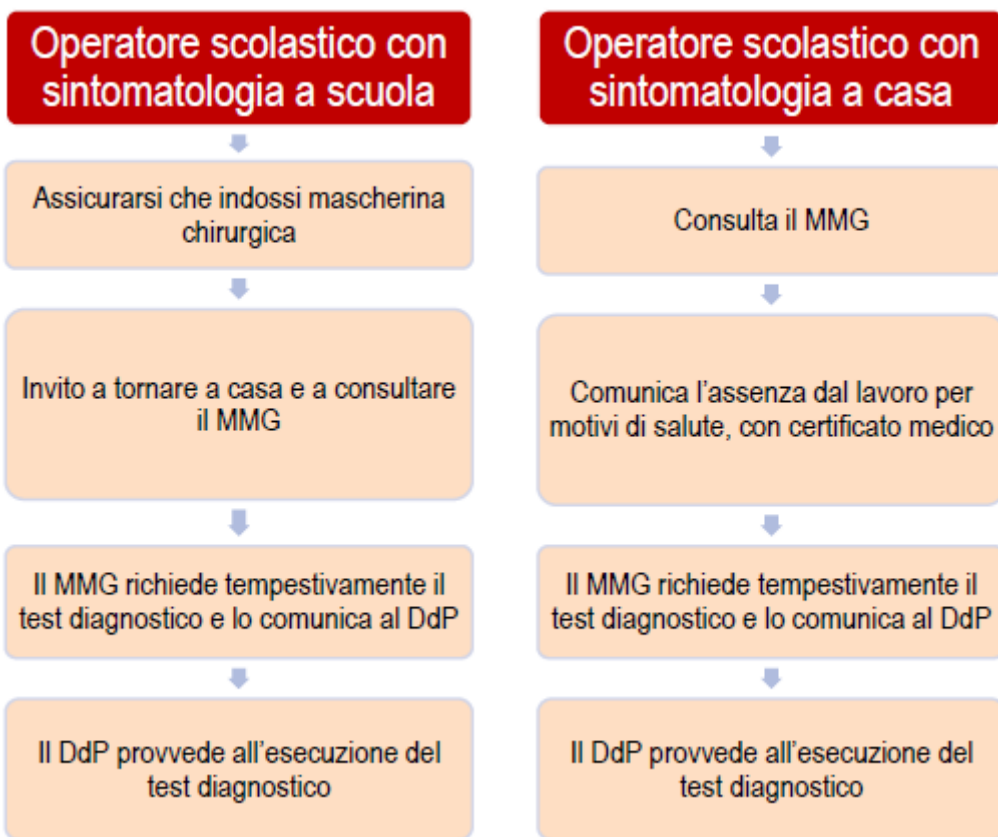 Operatore scolastico con
sintomatologia a scuola
Assicurarsi che indossi mascherina
chirurgica
Invito a tornare a casa e a consultare
il MMG
Il MMG richiede tempestivamente il
test diagnostico e lo comunica al DdP
Il DdP provvede all'esecuzione del
test diagnostico
Operatore scolastico con
sintomatologia a casa
Consulta il MMG
Comunica l'assenza dal lavoro per
motivi di salute, con certificato medico
Il MMG richiede tempestivamente il
test diagnostico e lo comunica al DdP
Il DdP provvede all'esecuzione del
test diagnostico